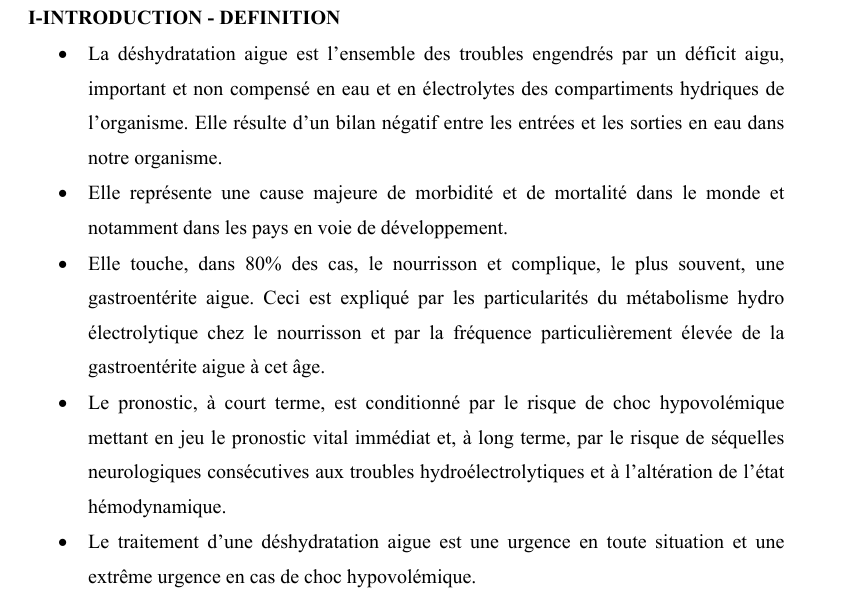 I-INTRODUCTION - DEFINITION
• La déshydratation aigue est l’ensemble des troubles engendrés par un déficit aigu,
important et non compensé en eau et en électrolytes des compartiments hydriques de
l’organisme. Elle résulte d’un bilan négatif entre les entrées et les sorties en eau dans
notre organisme.
• Elle représente une cause majeure de morbidité et de mortalité dans le monde et
notamment dans les pays en voie de développement.
• Elle touche, dans 80% des cas, le nourrisson et complique, le plus souvent, une
gastroentérite aigue. Ceci est expliqué par les particularités du métabolisme hydro
électrolytique chez le nourrisson et par la fréquence particulièrement élevée de la
gastroentérite aigue à cet âge.
• Le pronostic, à court terme, est conditionné par le risque de choc hypovolémique
mettant en jeu le pronostic vital immédiat et, à long terme, par le risque de séquelles
neurologiques consécutives aux troubles hydroélectrolytiques et à l’altération de l’état
hémodynamique.
• Le traitement d’une déshydratation aigue est une urgence en toute situation et une
extrême urgence en cas de choc hypovolémique.